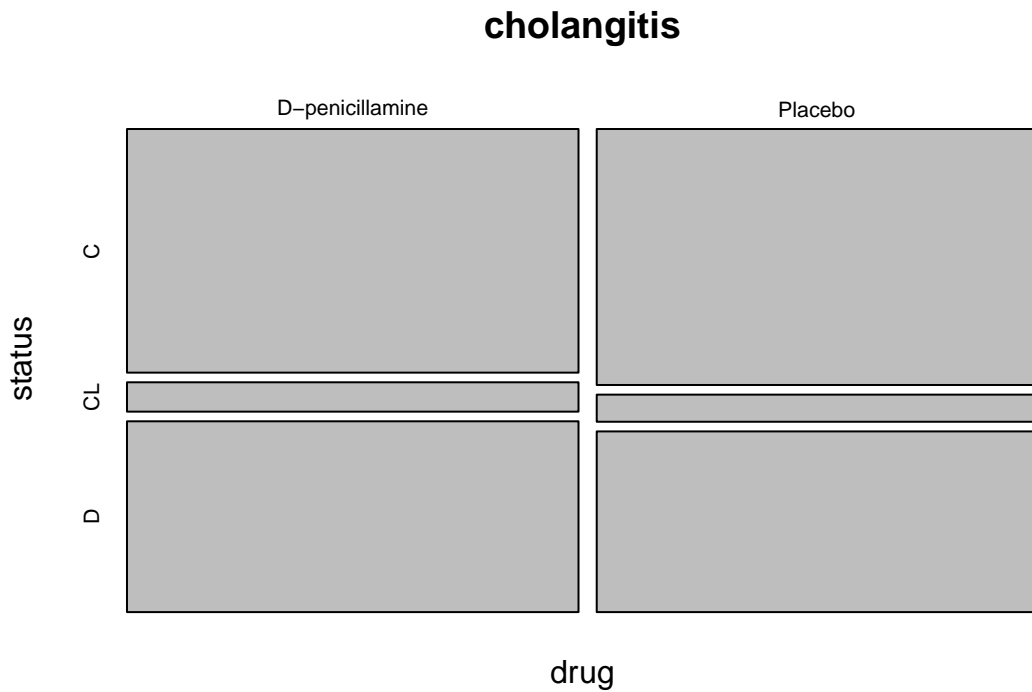 cholangitis
D−penicillamine
Placebo
C
CL
D
status
drug